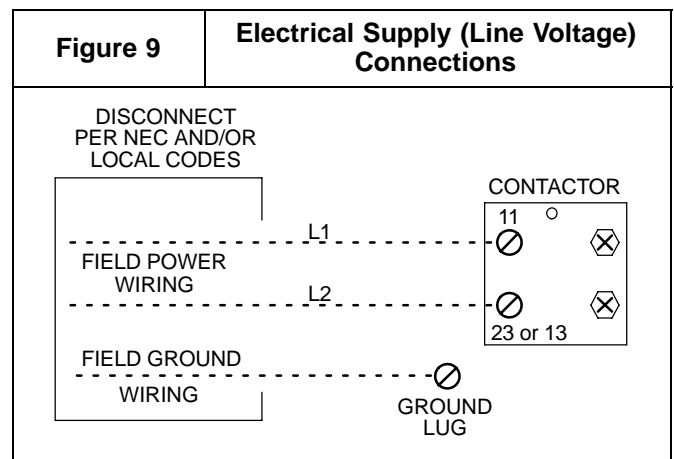 Figure 9
Electrical Supply (Line Voltage)
Connections
DISCONNECT
PER NEC AND/OR
LOCAL CODES
CONTACTOR
11
L1
FIELD POWER
WIRING
L2
23 or 13
FIELD GROUND
WIRING
GROUND
LUG